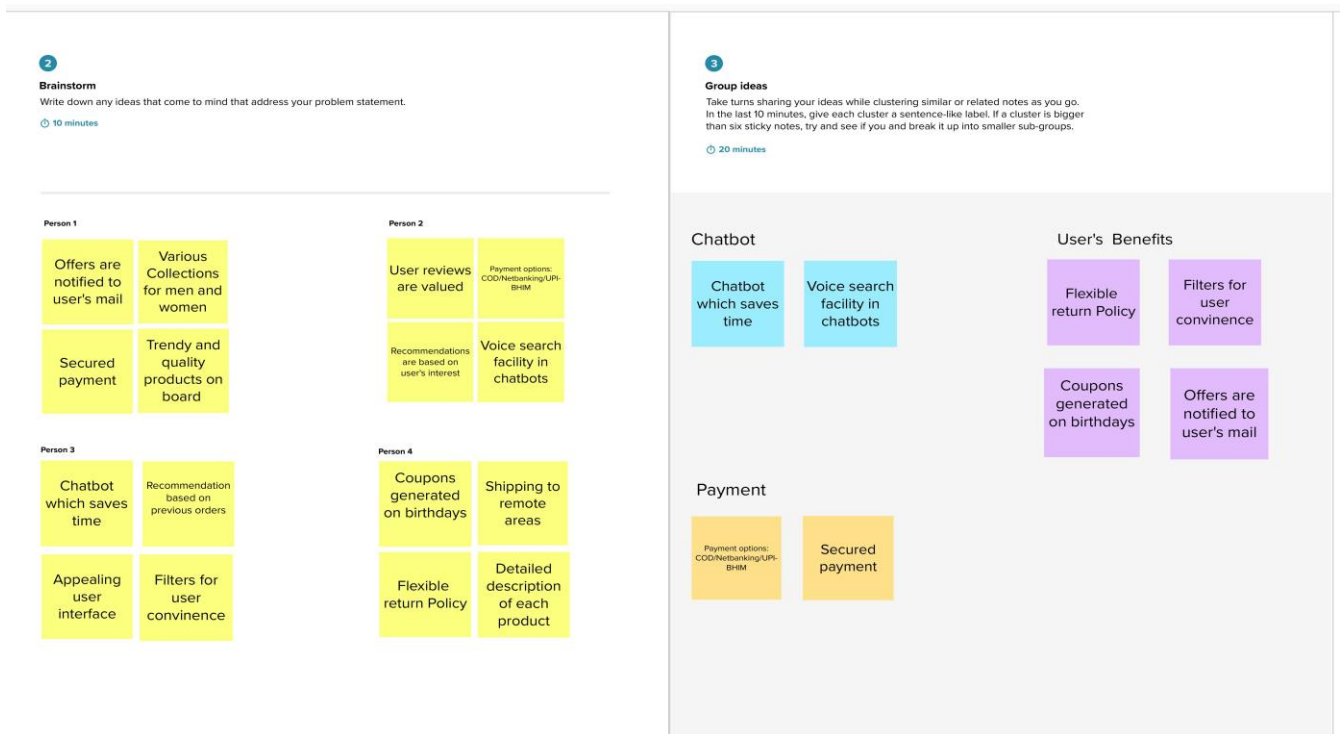 2
Brainstorm
Write down any ideas that come to mind that address your problem statement.
10 minutes
Person 1
Offers are
notified to
user's mail
Various
Collections
for men and
women
Secured
payment
Trendy and
quality
products on
board
Person 2
User reviews
are valued
Payment options:
COD/Netbanking/UPI-
BHIM
Recommendations
are based on
user's interest
Voice search
facility in
chatbots
Person 3
Chatbot
which saves
time
Recommendation
based on
previous orders
Appealing
user
interface
Filters for
user
convinence
Person 4
Coupons
generated
on birthdays
Shipping to
remote
areas
Flexible
return Policy
Detailed
description
of each
product
3
Group ideas
Take turns sharing your ideas while clustering similar or related notes as you go.
In the last 10 minutes, give each cluster a sentence-like label. If a cluster is bigger
than six sticky notes, try and see if you and break it up into smaller sub-groups.
20 minutes
Chatbot
Chatbot
which saves
time
Voice search
facility in
chatbots
User's Benefits
Flexible
return Policy
Filters for
user
convinence
Coupons
generated
on birthdays
Offers are
notified to
user's mail
Payment
Payment options:
COD/Netbanking/UPI-
BHIM
Secured
payment